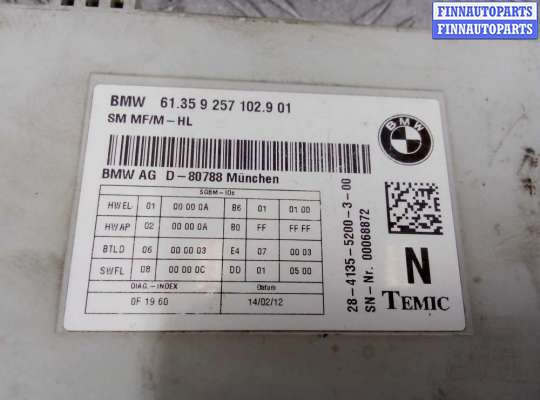 FINNAUTOPARTS
FINNAUTOPARTS
FINNAUTOPARTS
BMW 61.35 9 257 102.9 01
SM MF/M-HL
BMW
BMW AG D-80788 München
SGBM-IDs
HWEL 01 00 00 0A B6 01 01 00
HWAP 02 00 00 0A B0 FF FF FF
BTLD 06 00 00 03 E4 07 00 03
SWFL 08 00 00 0C DD 01 05 00
DIAG.-INDEX Datum
0F 19 60 14/02/12
28-4135-5200-3-00
SN-Nr. 00068872
N
TEMIC